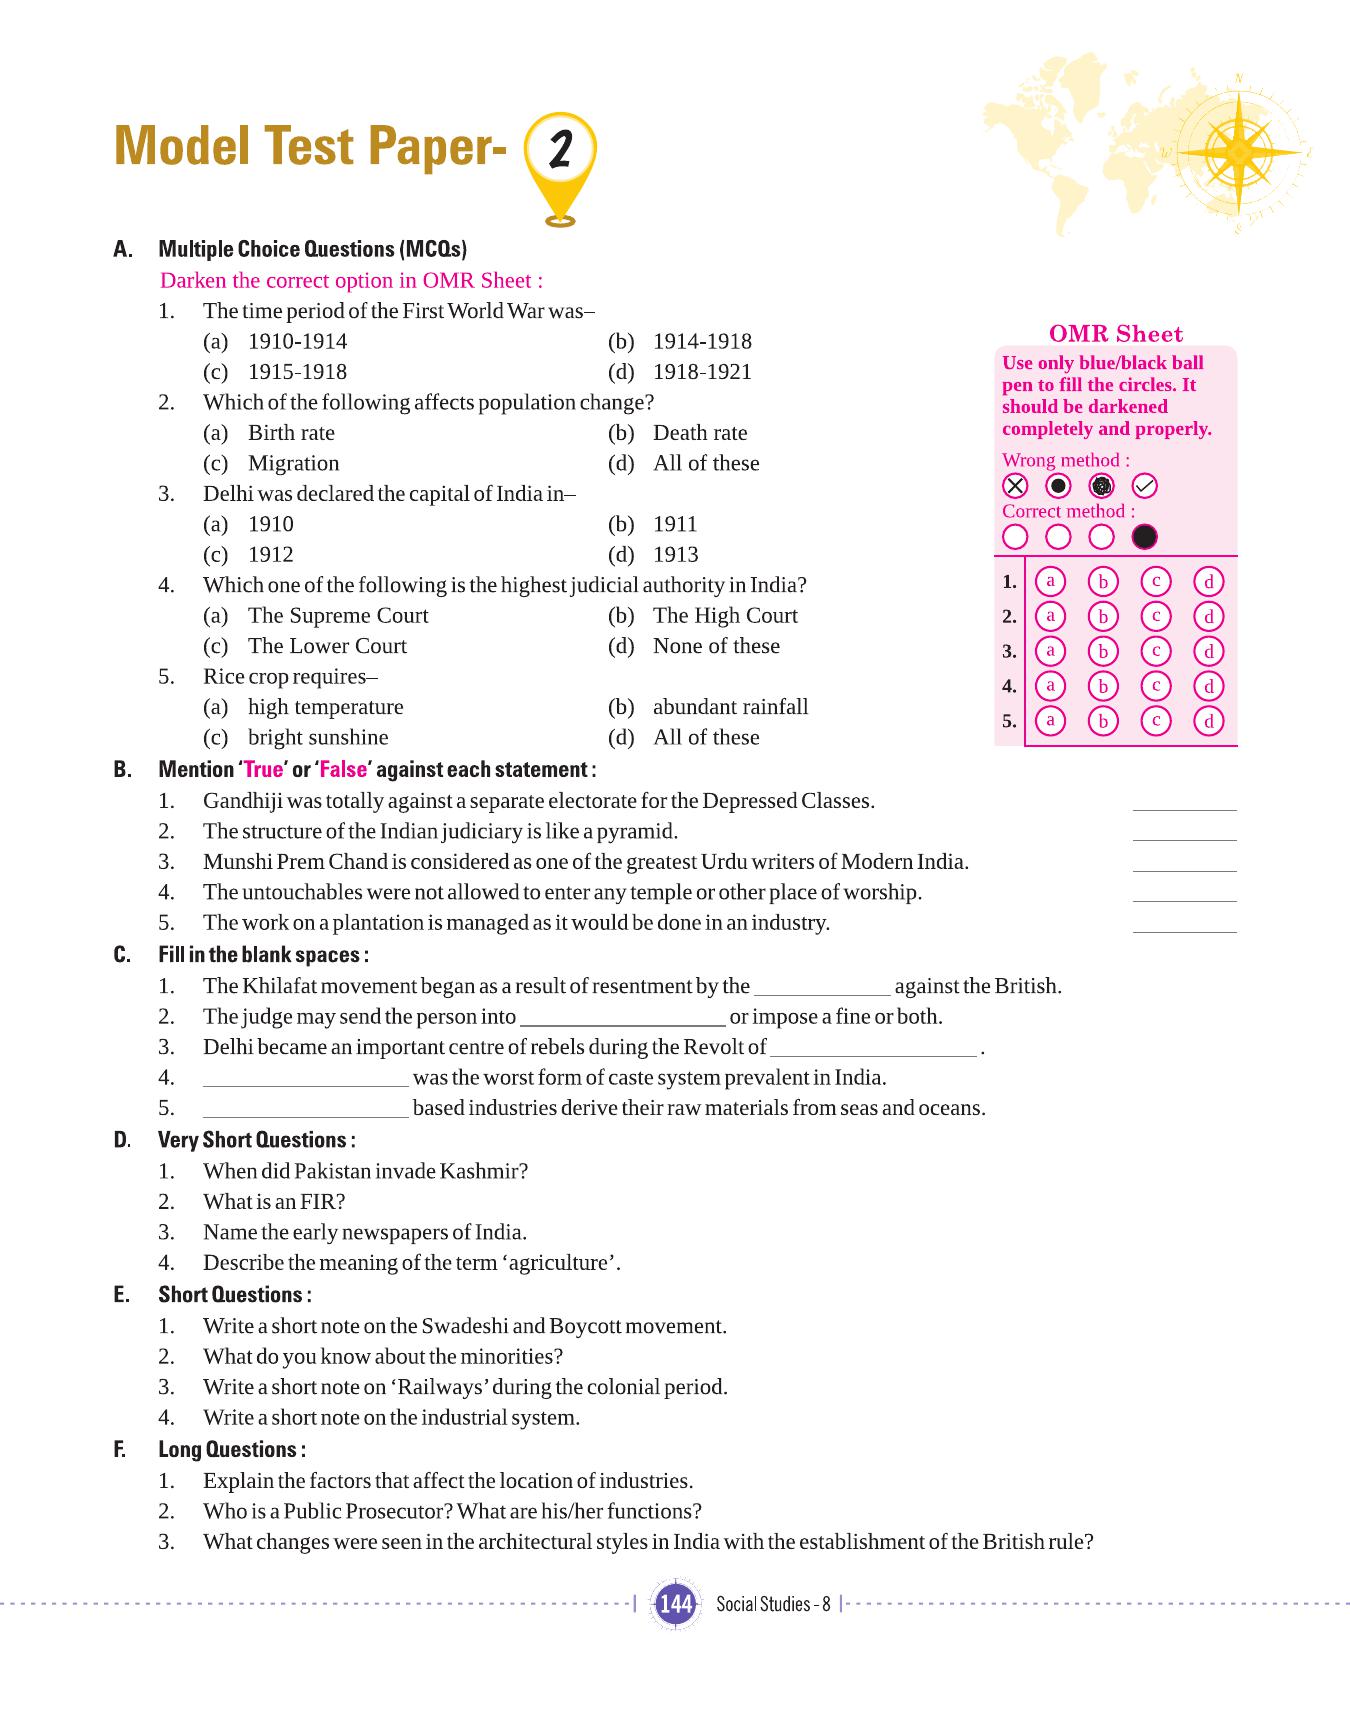 Model Test Paper- 2
N
W
E
S
A. Multiple Choice Questions (MCQs)
Darken the correct option in OMR Sheet :
1. The time period of the First World War was–
(a) 1910-1914 (b) 1914-1918
(c) 1915-1918 (d) 1918-1921
2. Which of the following affects population change?
(a) Birth rate (b) Death rate
(c) Migration (d) All of these
3. Delhi was declared the capital of India in–
(a) 1910 (b) 1911
(c) 1912 (d) 1913
4. Which one of the following is the highest judicial authority in India?
(a) The Supreme Court (b) The High Court
(c) The Lower Court (d) None of these
5. Rice crop requires–
(a) high temperature (b) abundant rainfall
(c) bright sunshine (d) All of these
OMR Sheet
Use only blue/black ball
pen to fill the circles. It
should be darkened
completely and properly.
Wrong method :
Correct method :
1. a b c d
2. a b c d
3. a b c d
4. a b c d
5. a b c d
B. Mention ‘True’ or ‘False’ against each statement :
1. Gandhiji was totally against a separate electorate for the Depressed Classes. __________
2. The structure of the Indian judiciary is like a pyramid. __________
3. Munshi Prem Chand is considered as one of the greatest Urdu writers of Modern India. __________
4. The untouchables were not allowed to enter any temple or other place of worship. __________
5. The work on a plantation is managed as it would be done in an industry. __________
C. Fill in the blank spaces :
1. The Khilafat movement began as a result of resentment by the ____________ against the British.
2. The judge may send the person into __________________ or impose a fine or both.
3. Delhi became an important centre of rebels during the Revolt of __________________ .
4. __________________ was the worst form of caste system prevalent in India.
5. __________________ based industries derive their raw materials from seas and oceans.
D. Very Short Questions :
1. When did Pakistan invade Kashmir?
2. What is an FIR?
3. Name the early newspapers of India.
4. Describe the meaning of the term ‘agriculture’.
E. Short Questions :
1. Write a short note on the Swadeshi and Boycott movement.
2. What do you know about the minorities?
3. Write a short note on ‘Railways’ during the colonial period.
4. Write a short note on the industrial system.
F. Long Questions :
1. Explain the factors that affect the location of industries.
2. Who is a Public Prosecutor? What are his/her functions?
3. What changes were seen in the architectural styles in India with the establishment of the British rule?
144 Social Studies - 8